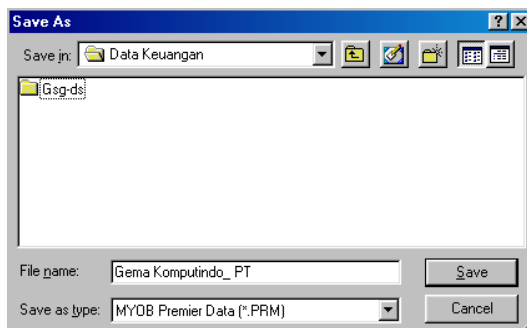 Save As
Save in: Data Keuangan
Gsg-ds
File name: Gema Komputindo_ PT Save
Save as type: MYOB Premier Data (*.PRM) Cancel